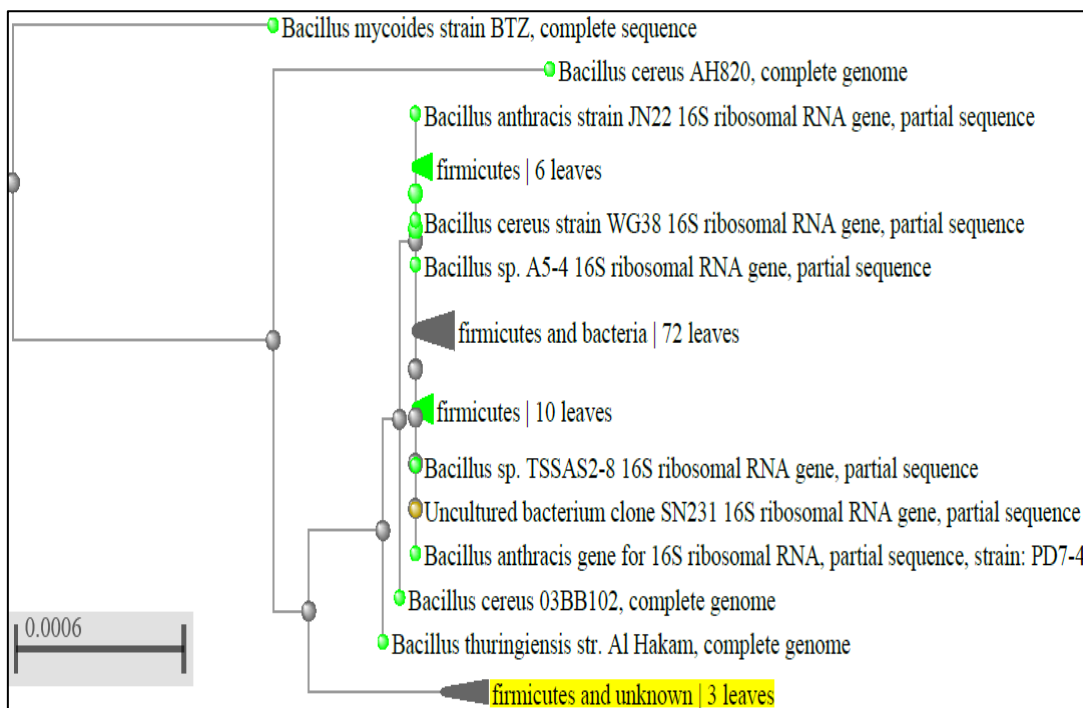 Bacillus mycoides strain BTZ, complete sequence
Bacillus cereus AH820, complete genome
Bacillus anthracis strain JN22 16S ribosomal RNA gene, partial sequence
firmicutes | 6 leaves
Bacillus cereus strain WG38 16S ribosomal RNA gene, partial sequence
Bacillus sp. A5-4 16S ribosomal RNA gene, partial sequence
firmicutes and bacteria | 72 leaves
firmicutes | 10 leaves
Bacillus sp. TSSAS2-8 16S ribosomal RNA gene, partial sequence
Uncultured bacterium clone SN231 16S ribosomal RNA gene, partial sequence
Bacillus anthracis gene for 16S ribosomal RNA, partial sequence, strain: PD7-4
Bacillus cereus 03BB102, complete genome
0.0006
Bacillus thuringiensis str. Al Hakam, complete genome
firmicutes and unknown | 3 leaves